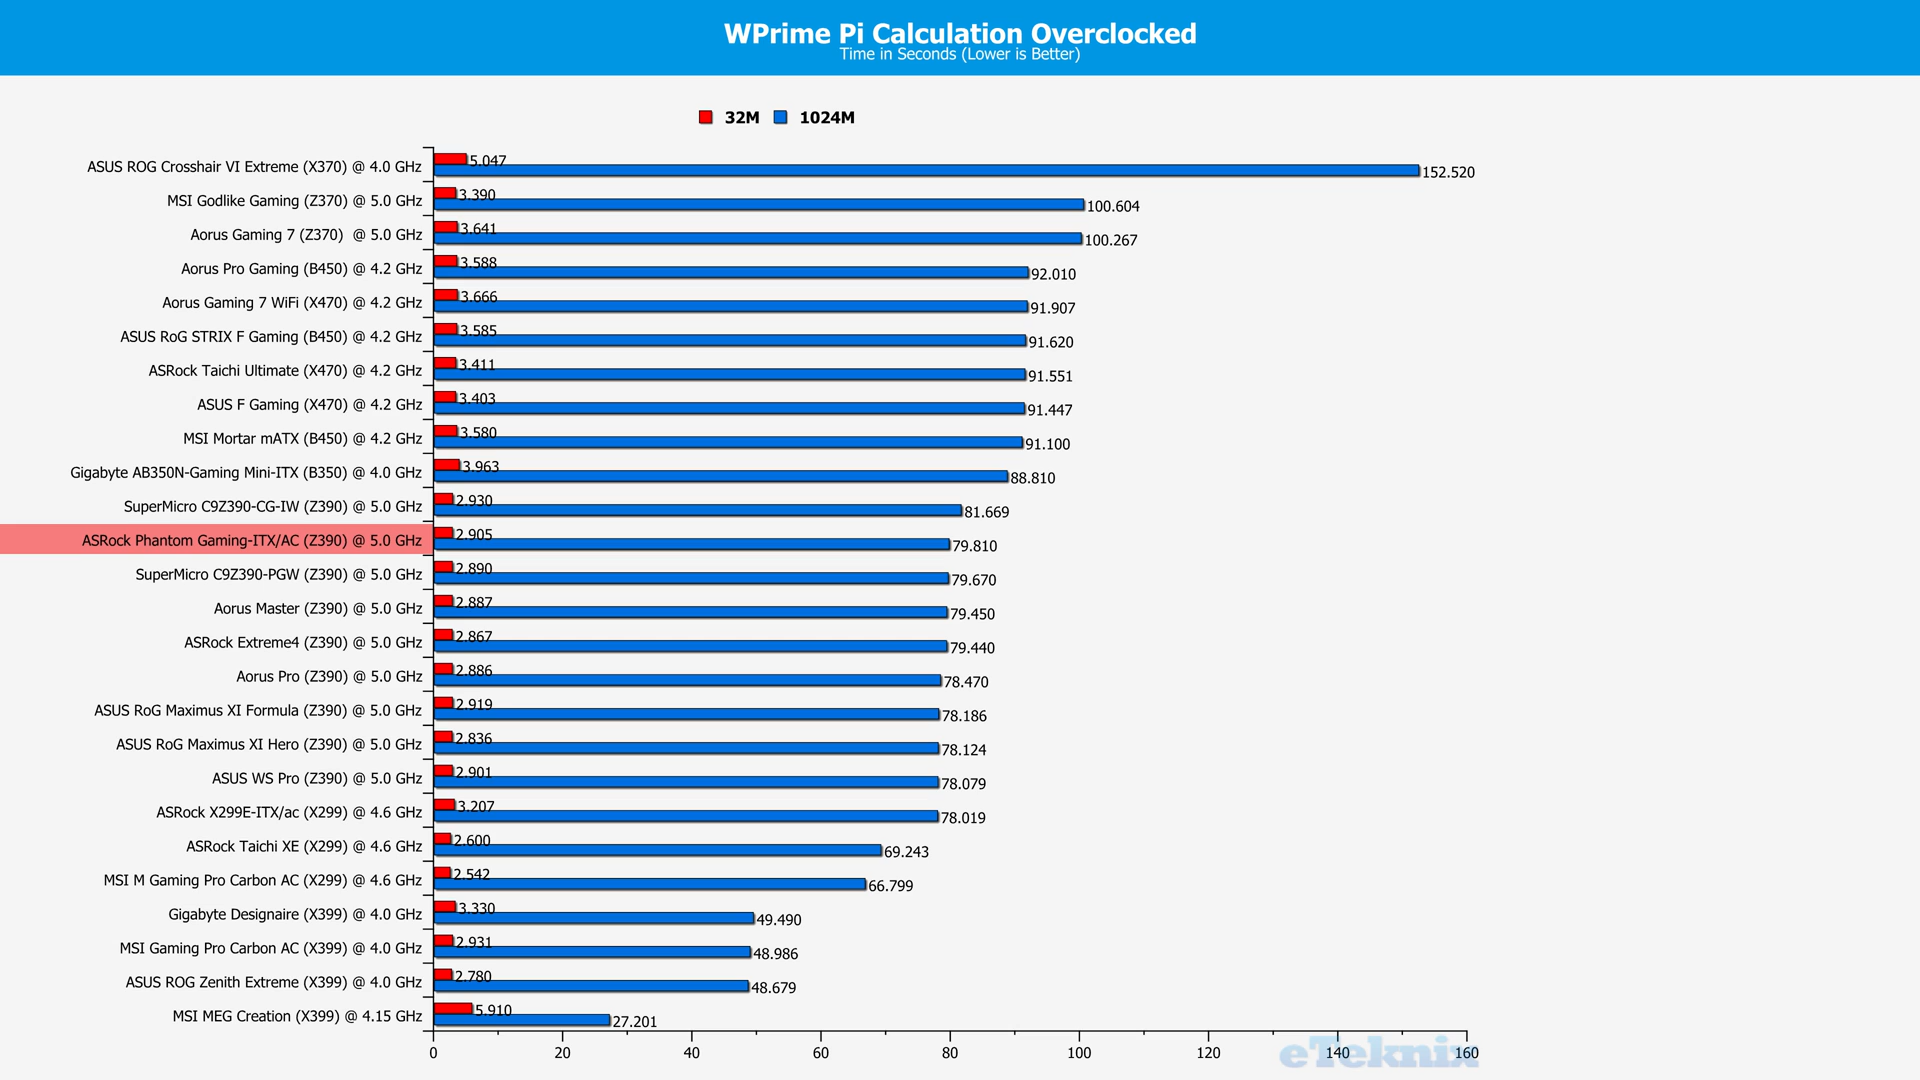 WPrime Pi Calculation Overclocked
Time in Seconds (Lower is Better)
32M 1024M
ASUS ROG Crosshair VI Extreme (X370) @ 4.0 GHz 5.047 152.520
MSI Godlike Gaming (Z370) @ 5.0 GHz 3.390 100.604
Aorus Gaming 7 (Z370) @ 5.0 GHz 3.641 100.267
Aorus Pro Gaming (B450) @ 4.2 GHz 3.588 92.010
Aorus Gaming 7 WiFi (X470) @ 4.2 GHz 3.666 91.907
ASUS RoG STRIX F Gaming (B450) @ 4.2 GHz 3.585 91.620
ASRock Taichi Ultimate (X470) @ 4.2 GHz 3.411 91.551
ASUS F Gaming (X470) @ 4.2 GHz 3.403 91.447
MSI Mortar mATX (B450) @ 4.2 GHz 3.580 91.100
Gigabyte AB350N-Gaming Mini-ITX (B350) @ 4.0 GHz 3.963 88.810
SuperMicro C9Z390-CG-IW (Z390) @ 5.0 GHz 2.930 81.669
ASRock Phantom Gaming-ITX/AC (Z390) @ 5.0 GHz 2.905 79.810
SuperMicro C9Z390-PGW (Z390) @ 5.0 GHz 2.890 79.670
Aorus Master (Z390) @ 5.0 GHz 2.887 79.450
ASRock Extreme4 (Z390) @ 5.0 GHz 2.867 79.440
Aorus Pro (Z390) @ 5.0 GHz 2.886 78.470
ASUS RoG Maximus XI Formula (Z390) @ 5.0 GHz 2.919 78.186
ASUS RoG Maximus XI Hero (Z390) @ 5.0 GHz 2.836 78.124
ASUS WS Pro (Z390) @ 5.0 GHz 2.901 78.079
ASRock X299E-ITX/ac (X299) @ 4.6 GHz 3.207 78.019
ASRock Taichi XE (X299) @ 4.6 GHz 2.600 69.243
MSI M Gaming Pro Carbon AC (X299) @ 4.6 GHz 2.542 66.799
Gigabyte Designaire (X399) @ 4.0 GHz 3.330 49.490
MSI Gaming Pro Carbon AC (X399) @ 4.0 GHz 2.931 48.986
ASUS ROG Zenith Extreme (X399) @ 4.0 GHz 2.780 48.679
MSI MEG Creation (X399) @ 4.15 GHz 5.910 27.201
0 20 40 60 80 100 120 140 160
eTeknix